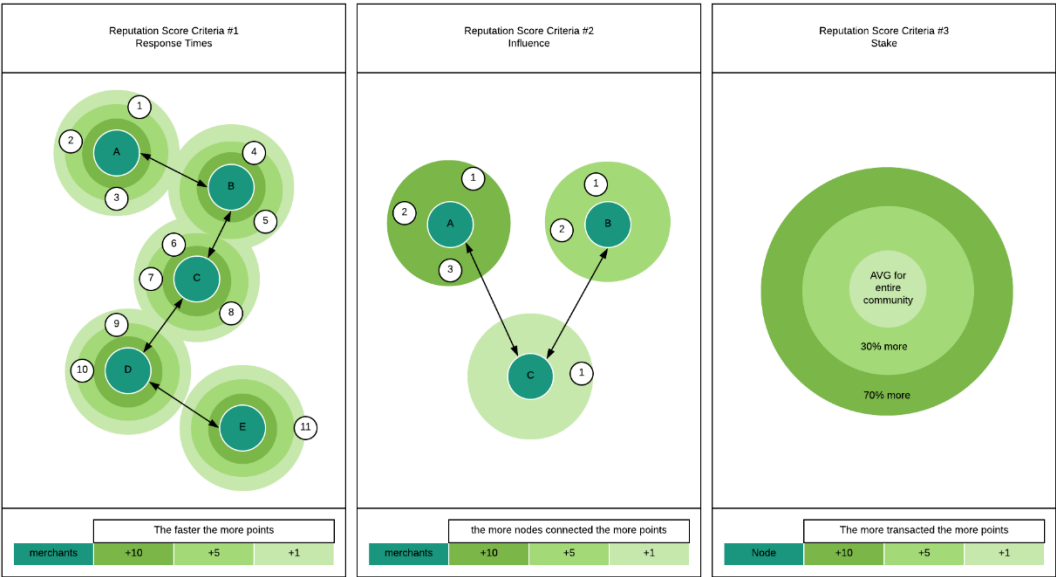 Reputation Score Criteria #1
Response Times
1
2
A
4
3
B
5
6
7
C
8
9
10
D
E
11
The faster the more points
merchants
+10
+5
+1
Reputation Score Criteria #2
Influence
1
2
A
3
1
2
B
C
1
the more nodes connected the more points
merchants
+10
+5
+1
Reputation Score Criteria #3
Stake
AVG for
entire
community
30% more
70% more
The more transacted the more points
Node
+10
+5
+1